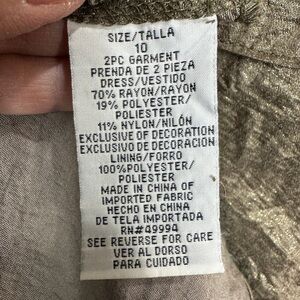 SIZE/TALLA
10
2PC GARMENT
PRENDA DE 2 PIEZA
DRESS/VESTIDO
70% RAYON/RAYON
19% POLYESTER/
POLIESTER
11% NYLON/NILÓN
EXCLUSIVE OF DECORATION
EXCLUSIVO DE DECORACION
LINING/FORRO
100%POLYESTER/
POLIESTER
MADE IN CHINA OF
IMPORTED FABRIC
HECHO EN CHINA
DE TELA IMPORTADA
RN#49994
SEE REVERSE FOR CARE
VER AL DORSO
PARA CUIDADO